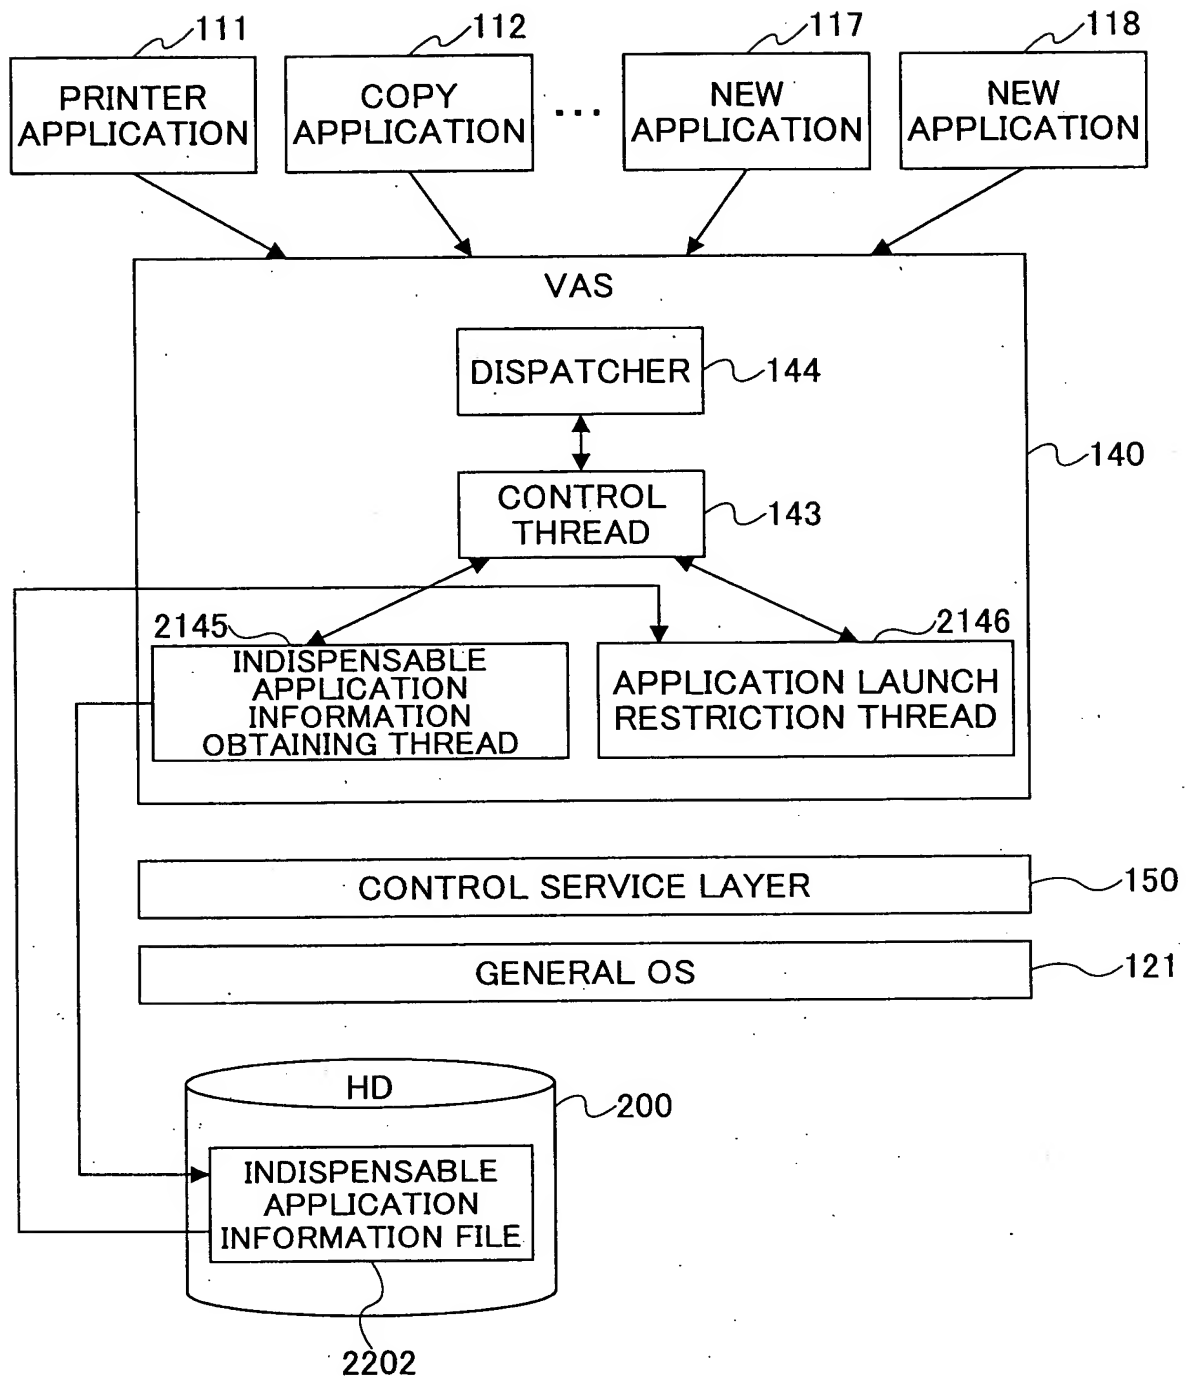 111
112
117
118
PRINTER
APPLICATION
COPY
APPLICATION
...
NEW
APPLICATION
NEW
APPLICATION
VAS
DISPATCHER
144
140
CONTROL
THREAD
143
2145
2146
INDISPENSABLE
APPLICATION
INFORMATION
OBTAINING THREAD
APPLICATION LAUNCH
RESTRICTION THREAD
CONTROL SERVICE LAYER
150
GENERAL OS
121
HD
200
INDISPENSABLE
APPLICATION
INFORMATION FILE
2202